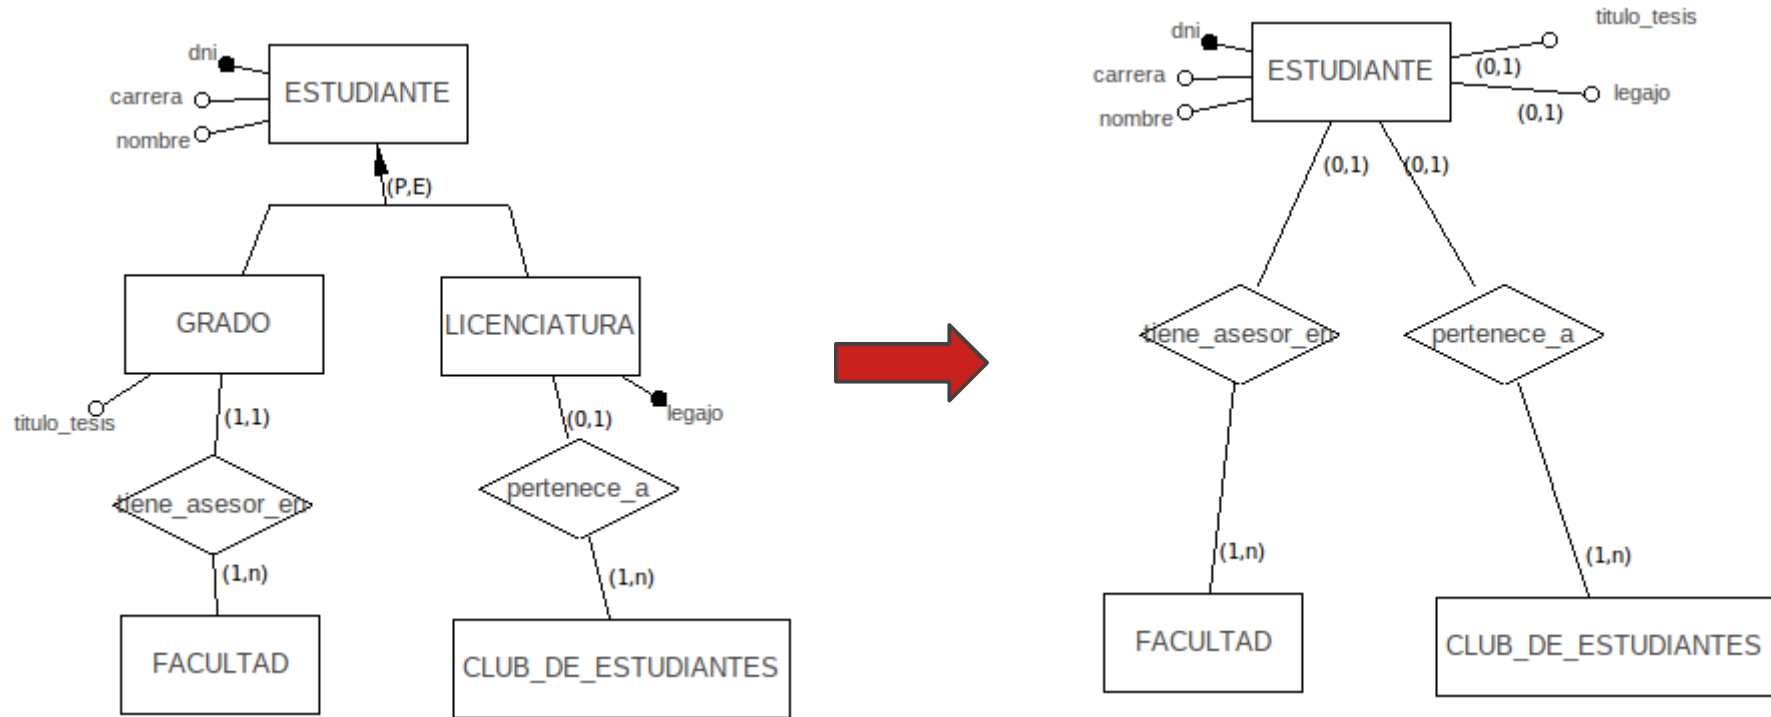 dni
carrera
nombre
ESTUDIANTE
(P,E)
GRADO
LICENCIATURA
titulo_tesis
(1,1)
(0,1)
legajo
tiene_asesor_en
pertenece_a
(1,n)
(1,n)
FACULTAD
CLUB_DE_ESTUDIANTES
dni
carrera
nombre
ESTUDIANTE
titulo_tesis
(0,1)
legajo
(0,1)
(0,1)
(0,1)
tiene_asesor_en
pertenece_a
(1,n)
(1,n)
FACULTAD
CLUB_DE_ESTUDIANTES